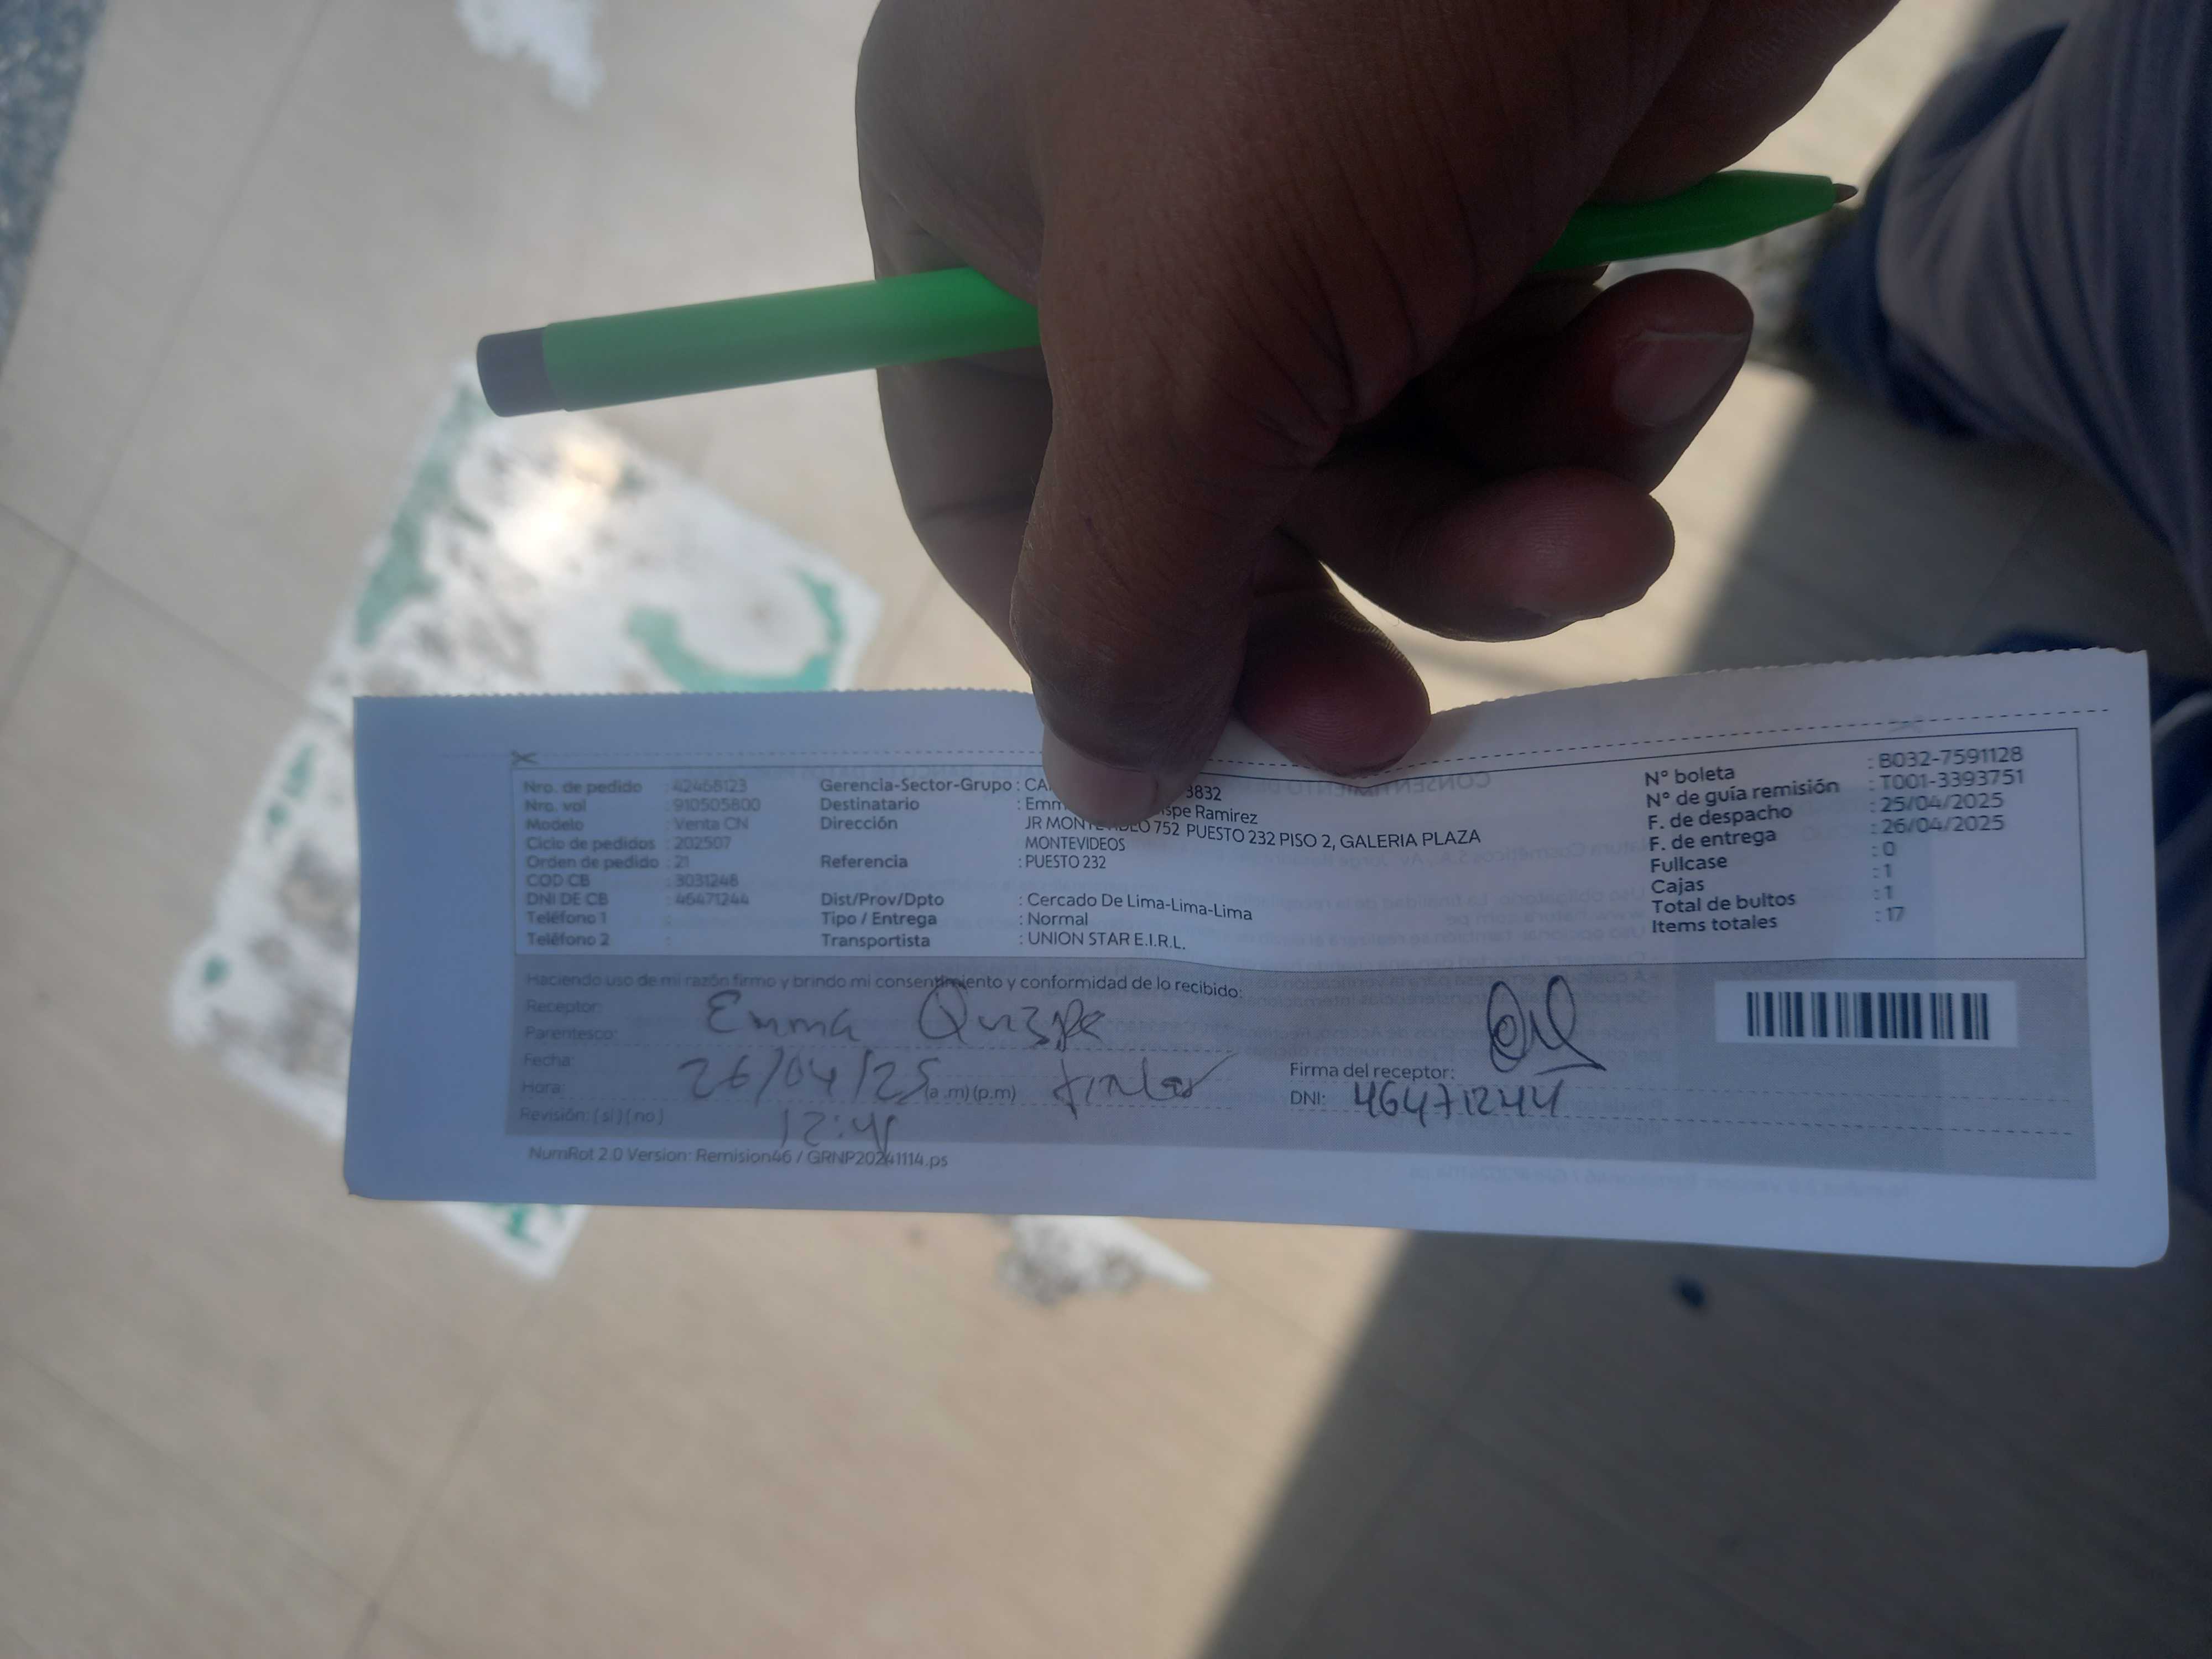 Nro. de pedido : 42468123
Nro. vol : 910505800
Modelo : Venta CN
Ciclo de pedidos : 202507
Orden de pedido : 21
COD CB : 3031248
DNI DE CB : 46471244
Teléfono 1 :
Teléfono 2 :
Gerencia-Sector-Grupo : CA 3832
Destinatario : Emm ispe Ramirez
Dirección JR MONTEVIDEO 752 PUESTO 232 PISO 2, GALERIA PLAZA
MONTEVIDEOS
Referencia : PUESTO 232
Dist/Prov/Dpto : Cercado De Lima-Lima-Lima
Tipo / Entrega : Normal
Transportista : UNION STAR E.I.R.L.
N° boleta : B032-7591128
N° de guía remisión : T001-3393751
F. de despacho : 25/04/2025
F. de entrega : 26/04/2025
Fullcase : 0
Cajas : 1
Total de bultos : 1
Items totales : 17
Haciendo uso de mi razón firmo y brindo mi consentimiento y conformidad de lo recibido:
Receptor: Emma Quispe
Parentesco:
Fecha: 26/04/25
Hora: (a .m) (p.m)
Revisión: ( si ) ( no )
Firma del receptor:
DNI: 46471244
NumRot 2.0 Version: Remision46 / GRNP20241114.ps